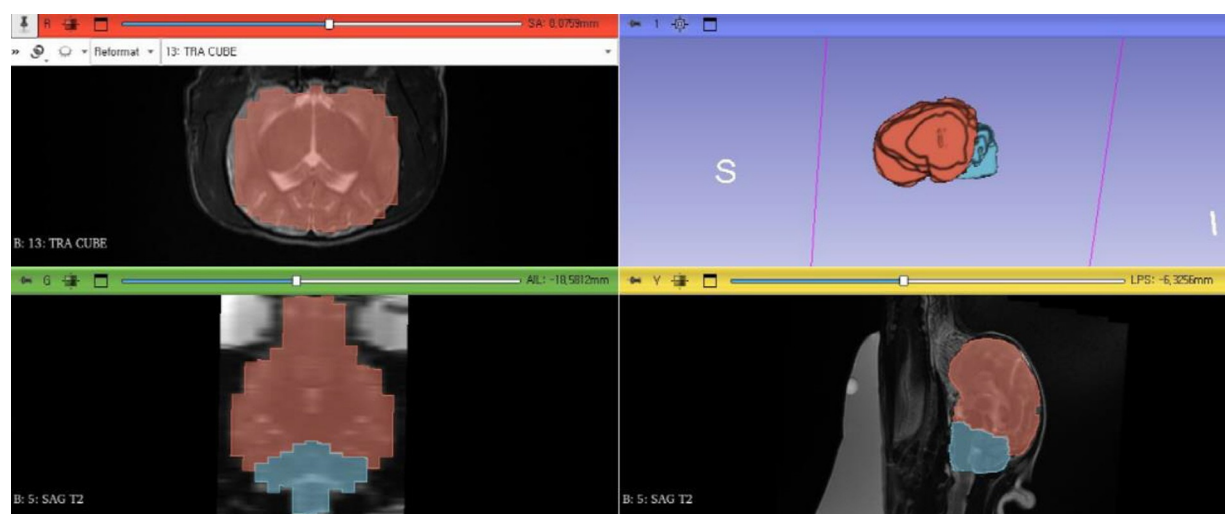 R SA: 0,0759mm 1
» Reformat 13: TRA CUBE
S
I
B: 13: TRA CUBE
G AIL: -18,5812mm Y LPS: -6,3256mm
B: 5: SAG T2 B: 5: SAG T2